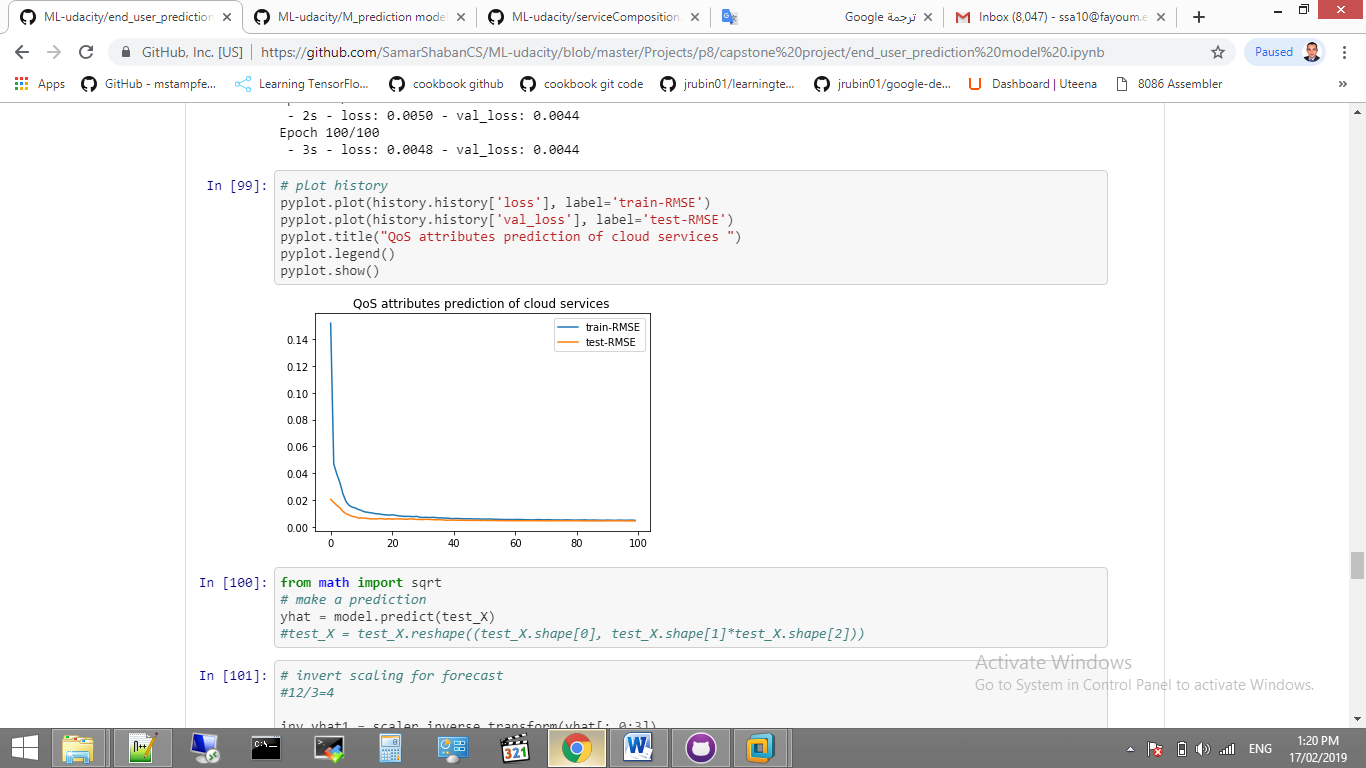 ML-udacity/end_user_prediction
ML-udacity/M_prediction model
ML-udacity/serviceComposition.
ترجمة Google
Inbox (8,047) - ssa10@fayoum.e
GitHub, Inc. [US] https://github.com/SamarShabanCS/ML-udacity/blob/master/Projects/p8/capstone%20project/end_user_prediction%20model%20.ipynb
Paused
Apps
GitHub - mstampfe...
Learning TensorFlo...
cookbook github
cookbook git code
jrubin01/learningte...
jrubin01/google-de...
Dashboard | Uteena
8086 Assembler
»
- 2s - loss: 0.0050 - val_loss: 0.0044
Epoch 100/100
- 3s - loss: 0.0048 - val_loss: 0.0044
In [99]:
# plot history
pyplot.plot(history.history['loss'], label='train-RMSE')
pyplot.plot(history.history['val_loss'], label='test-RMSE')
pyplot.title("QoS attributes prediction of cloud services ")
pyplot.legend()
pyplot.show()
QoS attributes prediction of cloud services
train-RMSE
test-RMSE
0.14
0.12
0.10
0.08
0.06
0.04
0.02
0.00
0 20 40 60 80 100
In [100]:
from math import sqrt
# make a prediction
yhat = model.predict(test_X)
#test_X = test_X.reshape((test_X.shape[0], test_X.shape[1]*test_X.shape[2]))
In [101]:
# invert scaling for forecast
#12/3=4
inv_yhat1 = scaler.inverse_transform(yhat[:,0:3])
Activate Windows
Go to System in Control Panel to activate Windows.
n++
C:\_
321
W
ENG
1:20 PM
17/02/2019